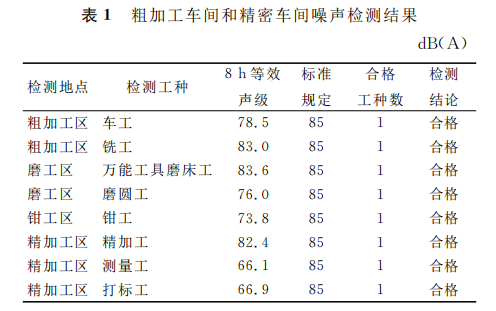 表1 粗加工车间和精密车间噪声检测结果
dB(A)
检测地点 检测工种 8h等效声级 标准规定 合格工种数 检测结论
粗加工区 车工 78.5 85 1 合格
粗加工区 铣工 83.0 85 1 合格
磨工区 万能工具磨床工 83.6 85 1 合格
磨工区 磨圆工 76.0 85 1 合格
钳工区 钳工 73.8 85 1 合格
精加工区 精加工 82.4 85 1 合格
精加工区 测量工 66.1 85 1 合格
精加工区 打标工 66.9 85 1 合格